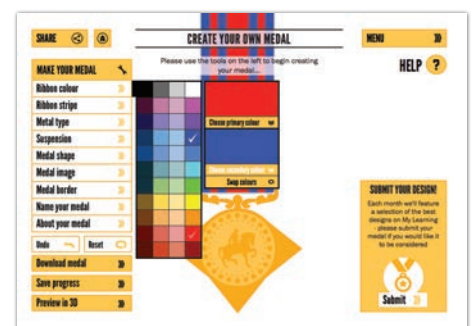 SHARE
CREATE YOUR OWN MEDAL
MENU
Please use the tools on the left to begin creating
your medal...
HELP ?
MAKE YOUR MEDAL
Ribbon colour
Ribbon stripe
Metal type
Suspension
Medal shape
Medal image
Medal border
Name your medal
About your medal
Undo
Reset
Download medal
Save progress
Preview in 3D
Choose primary colour
Choose secondary colour
Swap colours
SUBMIT YOUR DESIGN!
Each month we'll feature
a selection of the best
designs on My Learning
- please submit your
medal if you would like it
to be considered
Submit